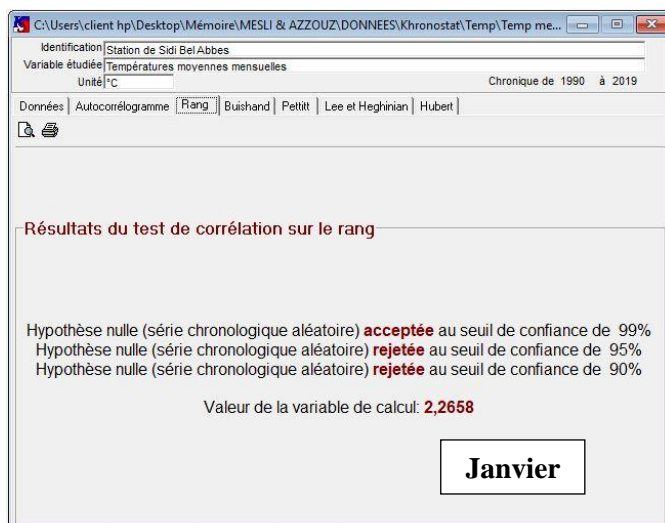 C:\Users\client hp\Desktop\Mémoire\MESLI & AZZOUZ\DONNEES\Khronostat\Temp\Temp me...
Identification Station de Sidi Bel Abbes
Variable étudiée Températures moyennes mensuelles
Unité °C Chronique de 1990 à 2019
Données Autocorrélogramme Rang Buishand Pettitt Lee et Heghinian Hubert
Résultats du test de corrélation sur le rang
Hypothèse nulle (série chronologique aléatoire) acceptée au seuil de confiance de 99%
Hypothèse nulle (série chronologique aléatoire) rejetée au seuil de confiance de 95%
Hypothèse nulle (série chronologique aléatoire) rejetée au seuil de confiance de 90%
Valeur de la variable de calcul: 2,2658
Janvier